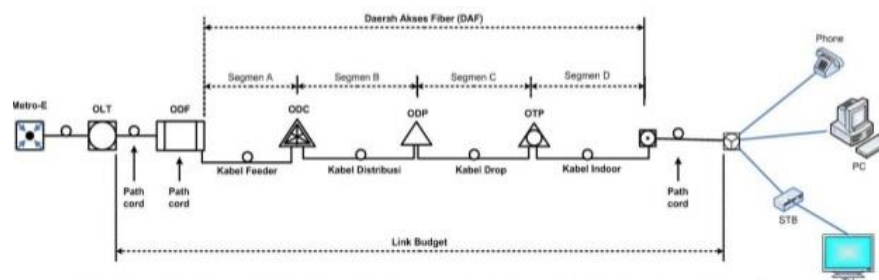 Daerah Akses Fiber (DAF)
Segmen A
Segmen B
Segmen C
Segmen D
Phone
Metro-E
OLT
ODF
ODC
ODP
OTP
Kabel Feeder
Kabel Distribusi
Kabel Drop
Kabel Indoor
PC
Path
cord
Path
cord
Path
cord
STB
Link Budget